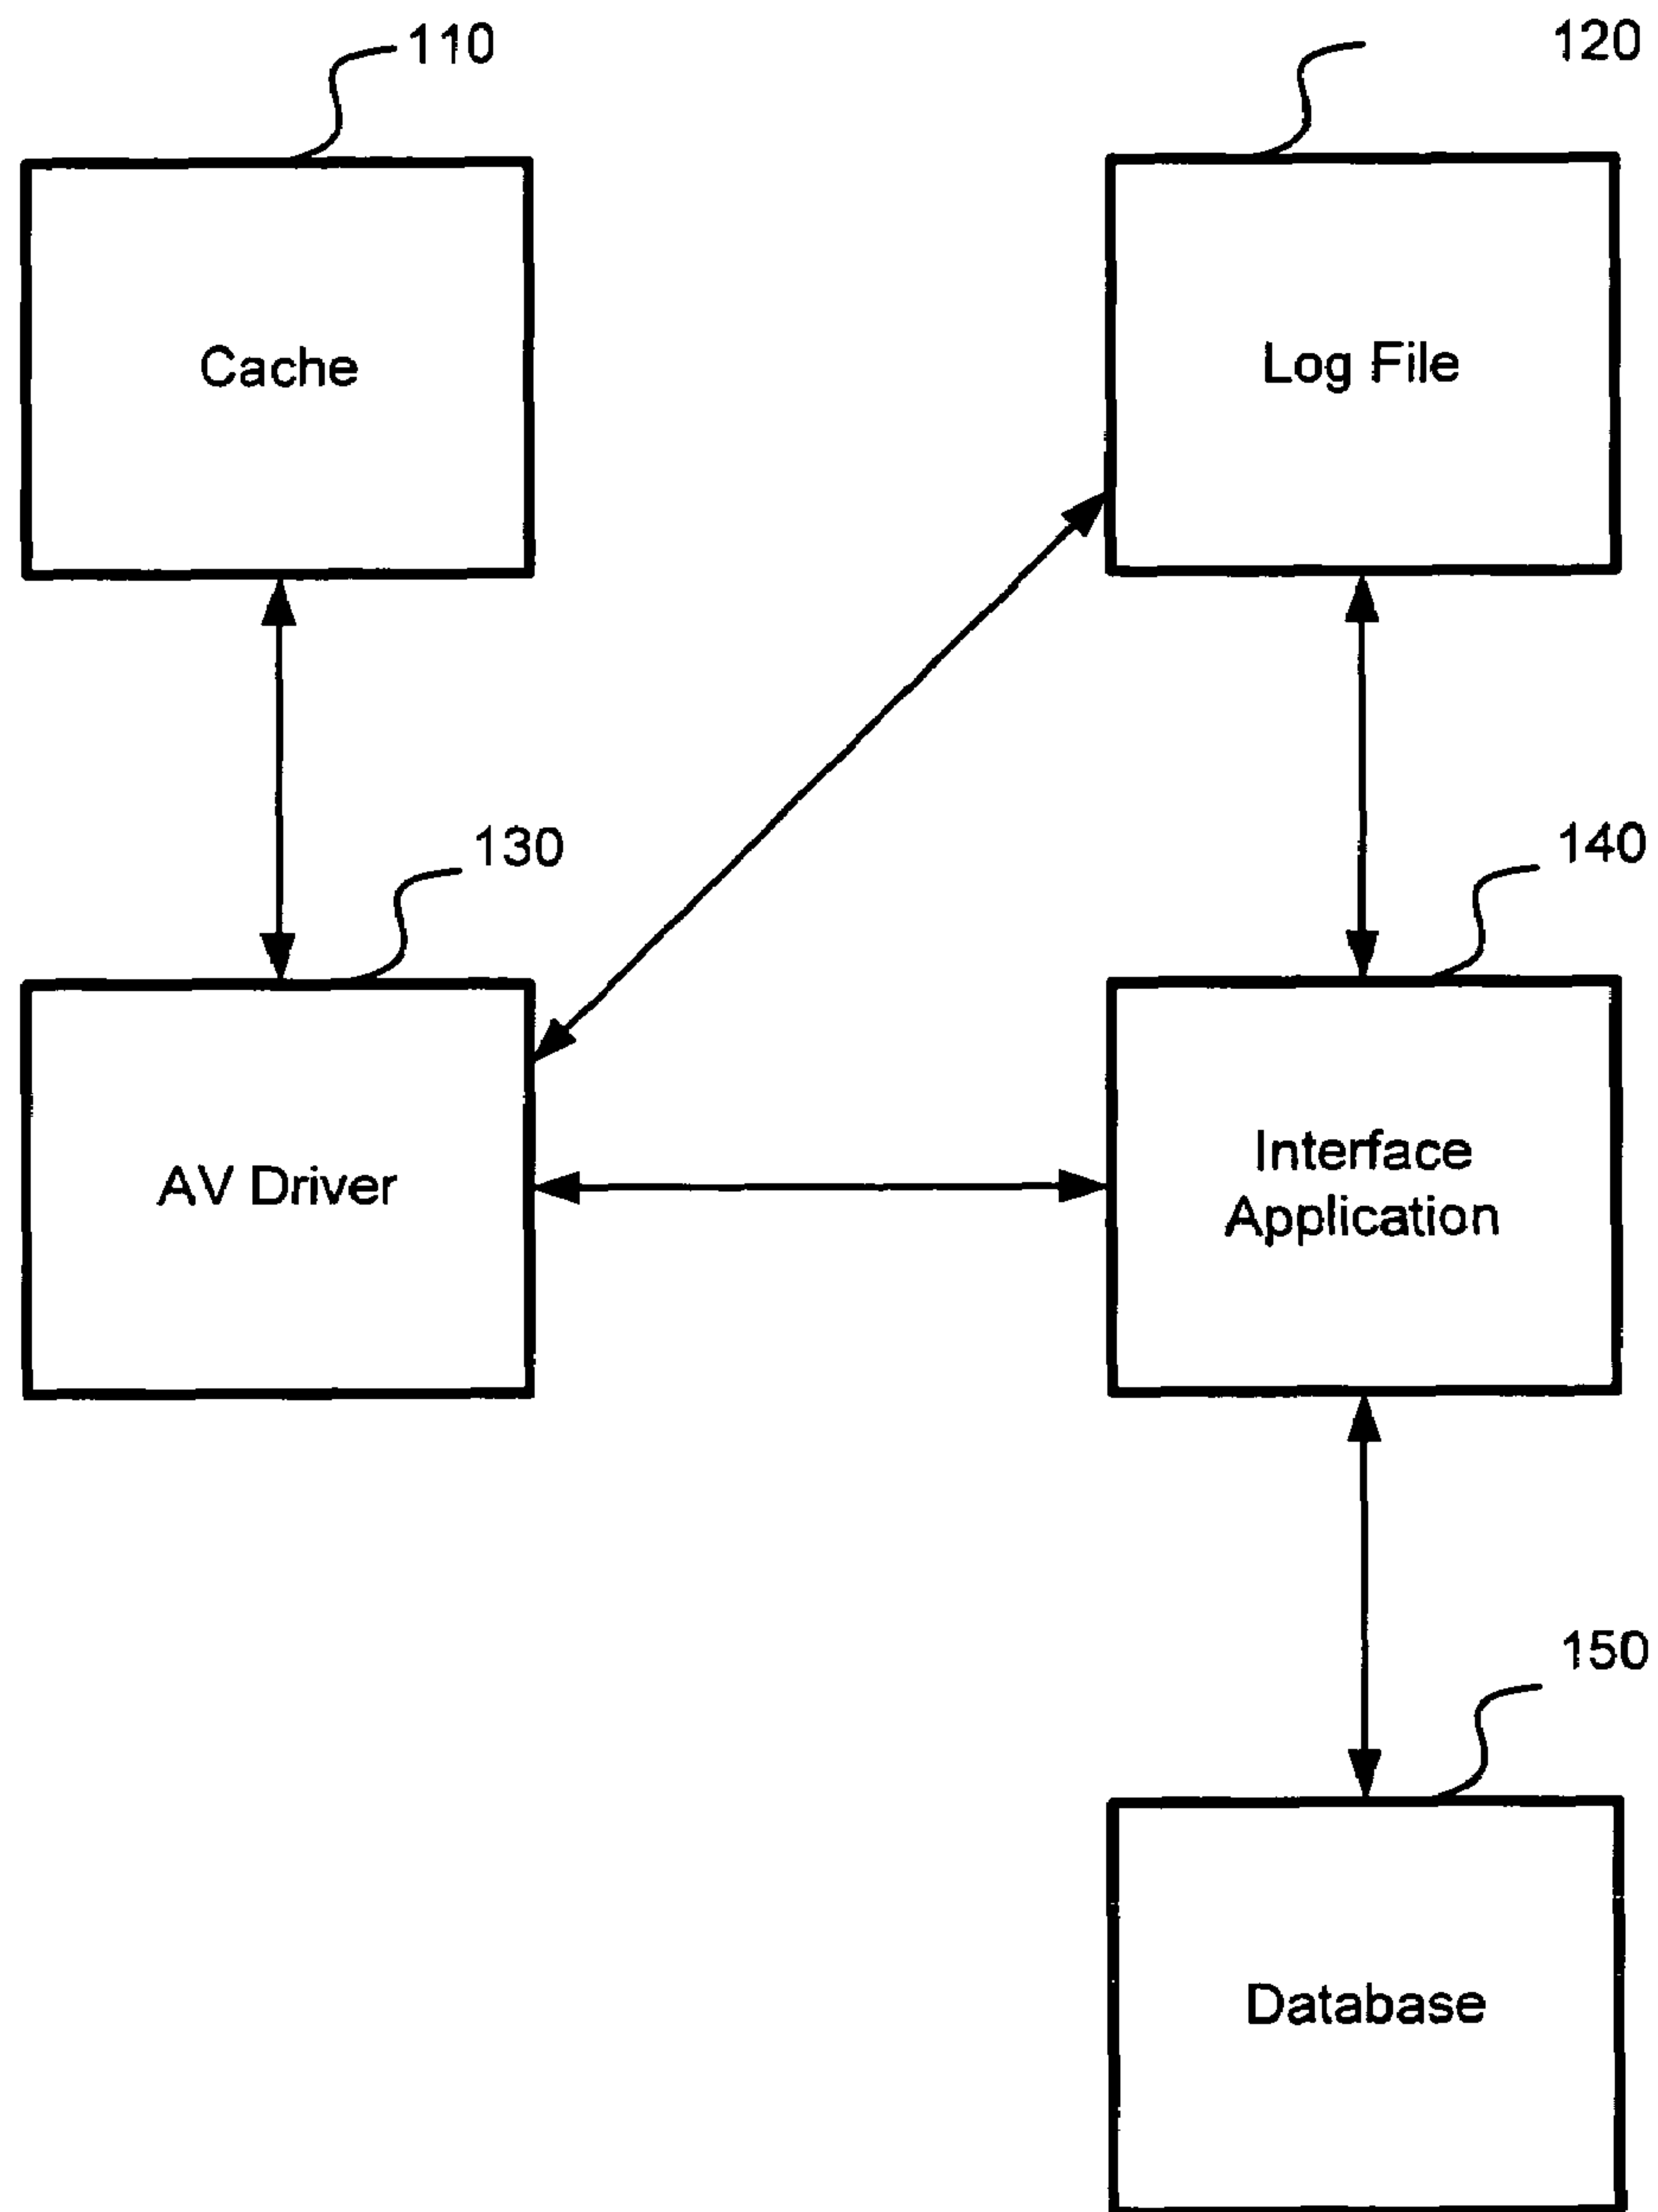 110
120
Cache
Log File
130
140
AV Driver
Interface
Application
150
Database